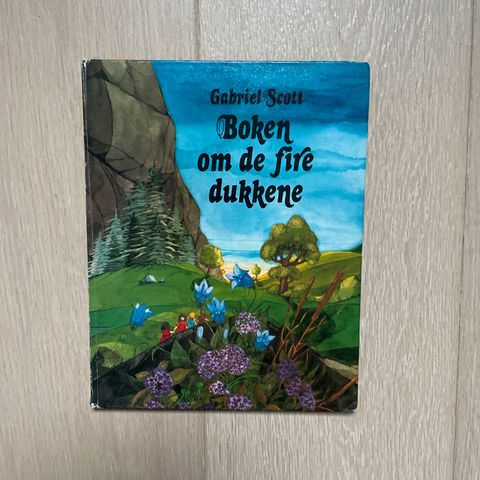 Gabriel Scott
Boken
om de fire
dukkene